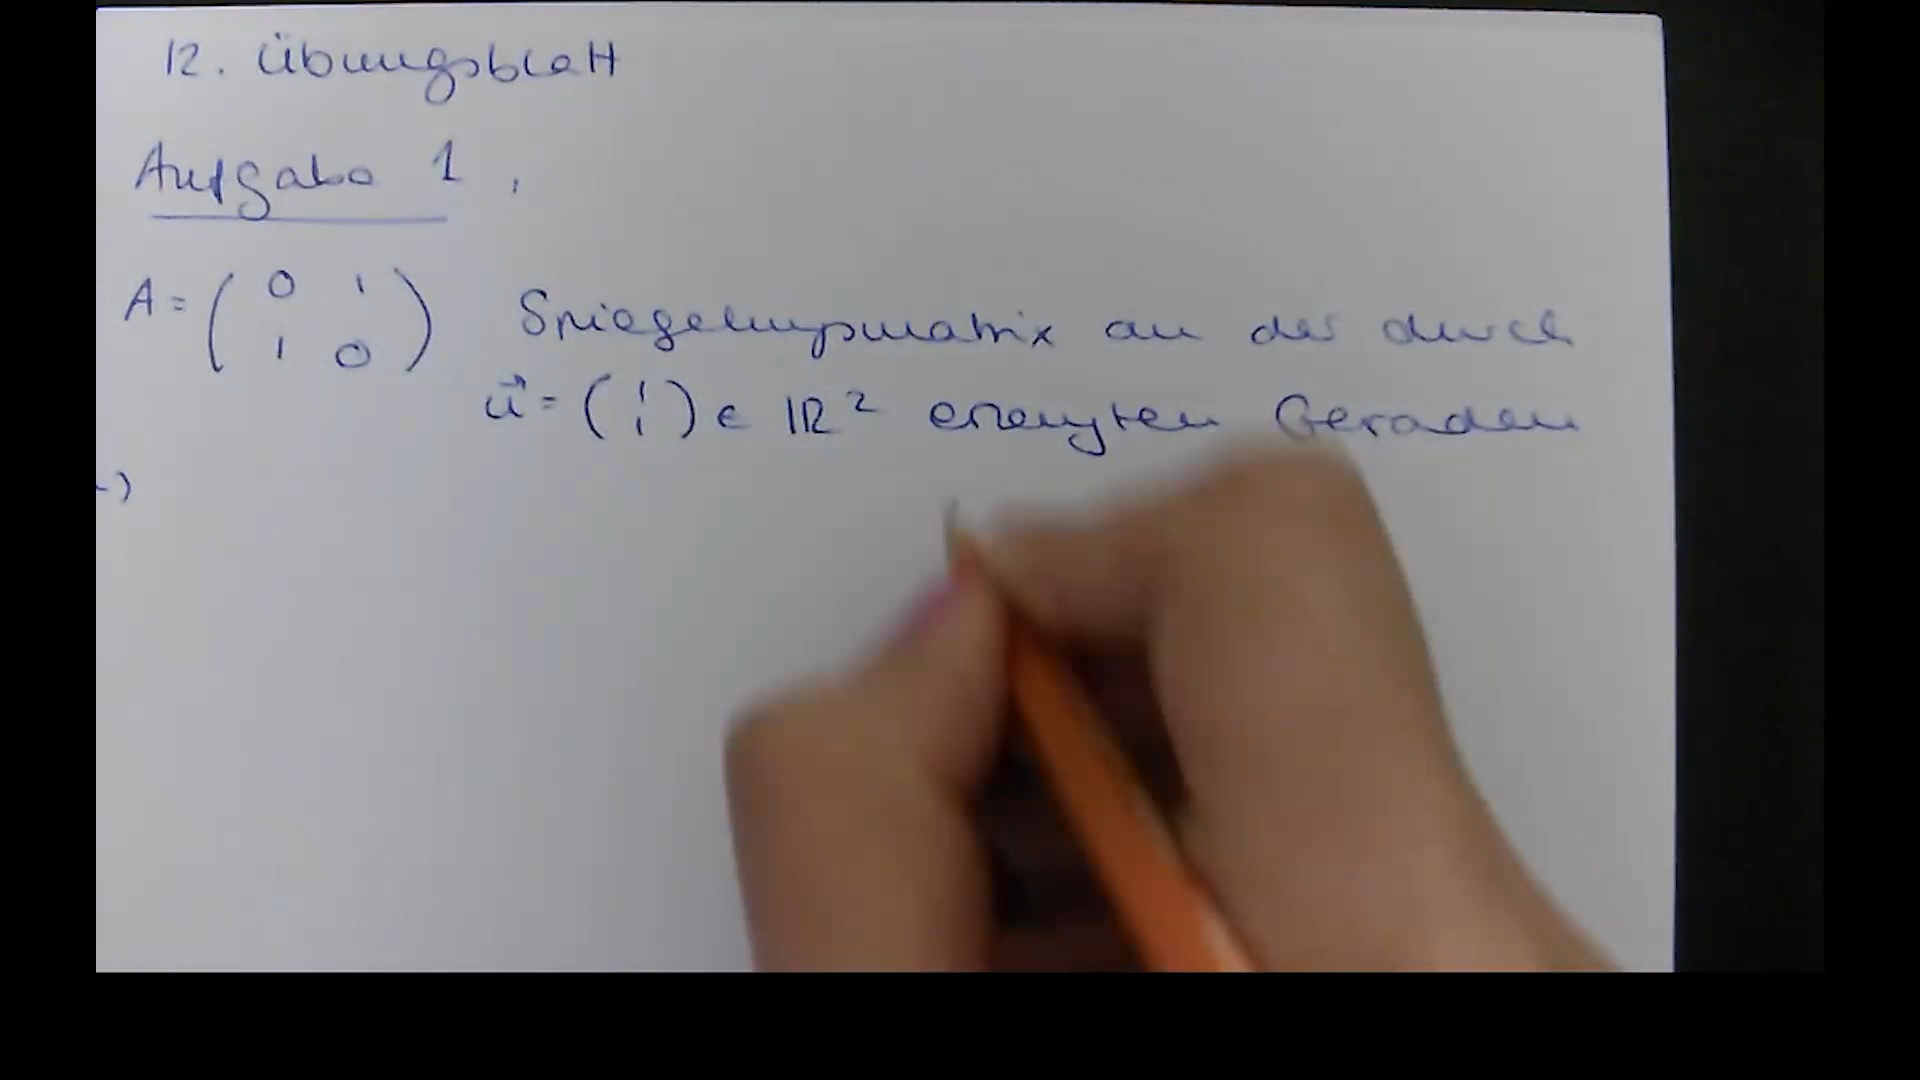 12. Übungsblatt
Aufgabe 1,
A = ( 0 1 Spiegelungsmatrix an der durch
1 0 )
u⃗ = ( 1 1 ) ∈ ℝ² erzeugten Geraden
)